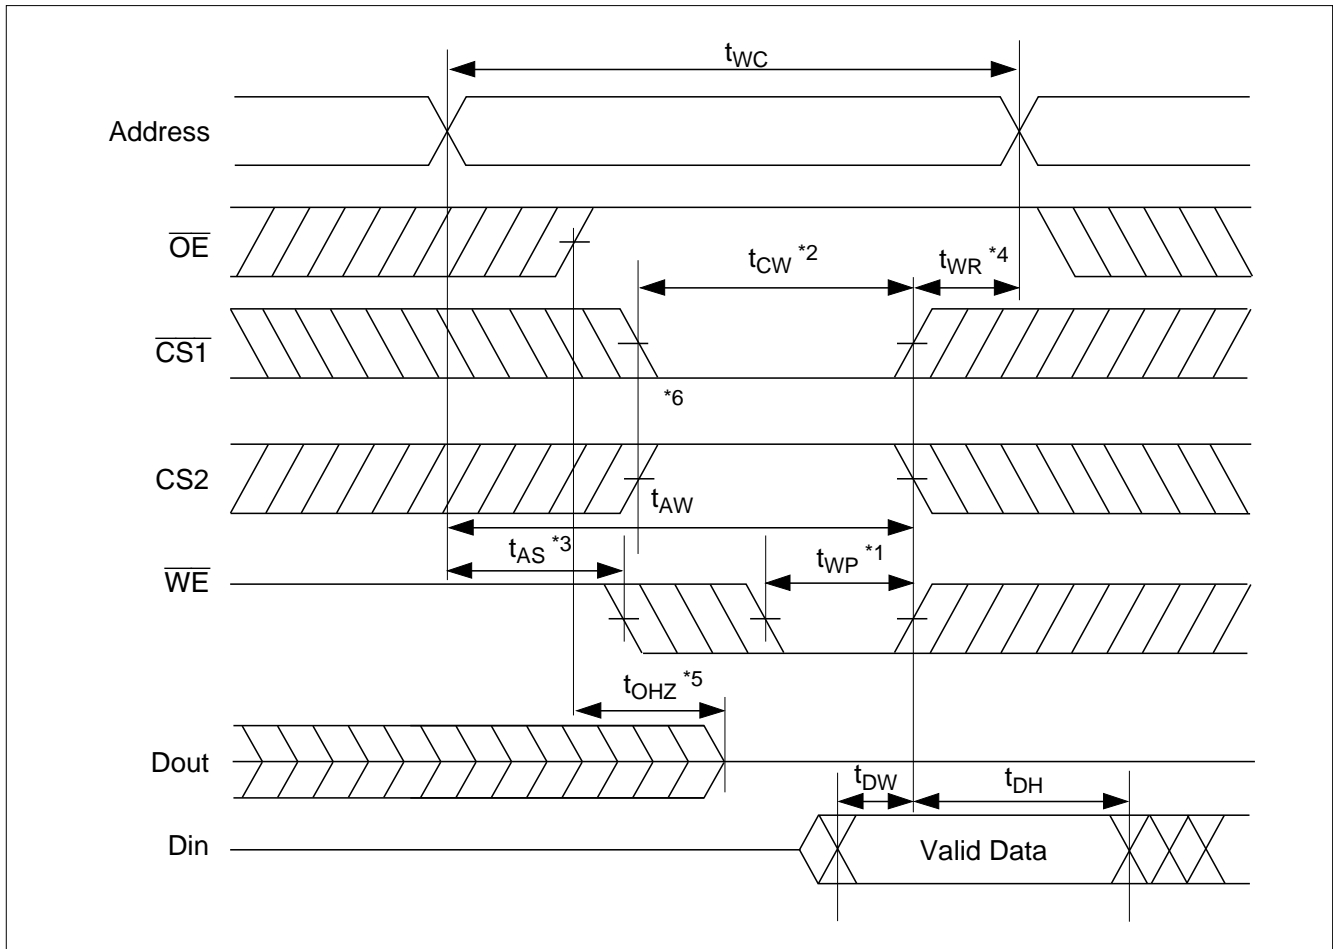 tWC
Address
OE
tCW *2
tWR *4
CS1
*6
CS2
tAW
tAS *3
tWP *1
WE
tOHZ *5
Dout
tDW
tDH
Din
Valid Data